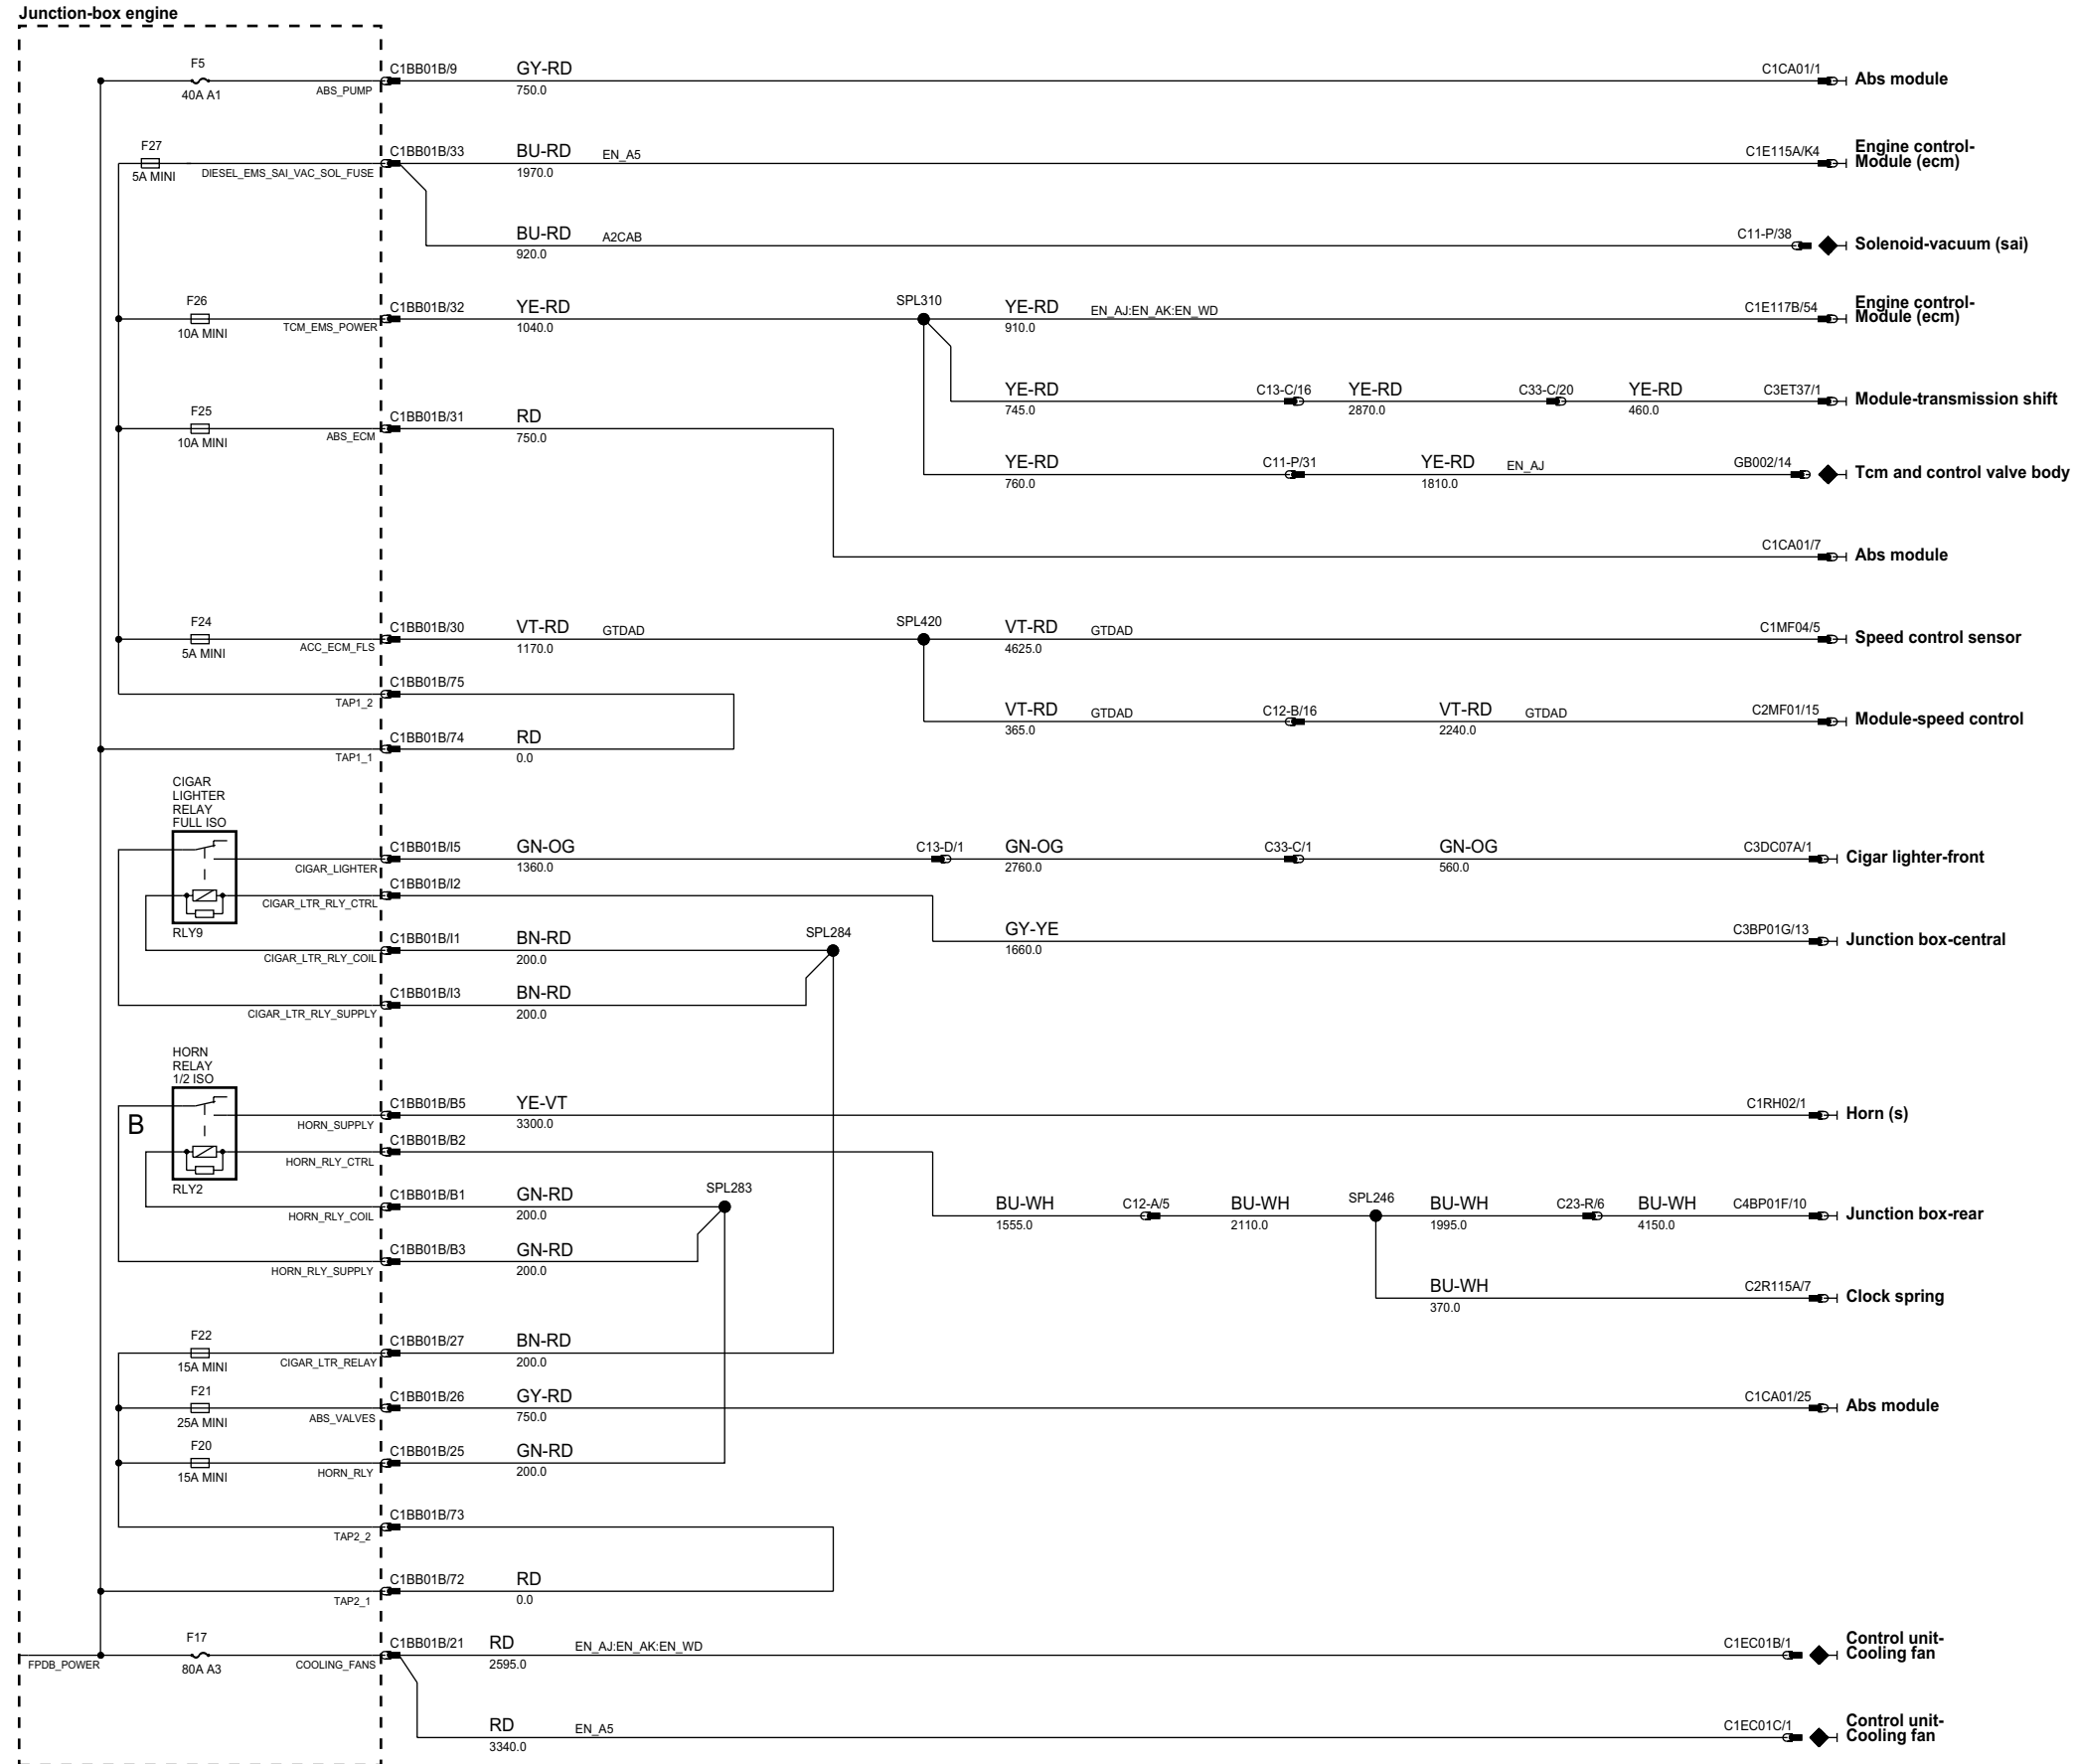 Junction-box engine
F5
40A A1
ABS_PUMP
C1BB01B/9
GY-RD
750.0
C1CA01/1
Abs module
F27
5A MINI
DIESEL_EMS_SAI_VAC_SOL_FUSE
C1BB01B/33
BU-RD
EN_A5
1970.0
C1E115A/K4
Engine control-
Module (ecm)
BU-RD
A2CAB
920.0
C11-P/38
Solenoid-vacuum (sai)
F26
10A MINI
TCM_EMS_POWER
C1BB01B/32
YE-RD
1040.0
SPL310
YE-RD
EN_AJ:EN_AK:EN_WD
910.0
C1E117B/54
Engine control-
Module (ecm)
YE-RD
745.0
C13-C/16
YE-RD
2870.0
C33-C/20
YE-RD
460.0
C3ET37/1
Module-transmission shift
F25
10A MINI
ABS_ECM
C1BB01B/31
RD
750.0
YE-RD
760.0
C11-P/31
YE-RD
EN_AJ
1810.0
GB002/14
Tcm and control valve body
C1CA01/7
Abs module
F24
5A MINI
ACC_ECM_FLS
C1BB01B/30
VT-RD
GTDAD
1170.0
SPL420
VT-RD
GTDAD
4625.0
C1MF04/5
Speed control sensor
TAP1_2
C1BB01B/75
VT-RD
GTDAD
365.0
C12-B/16
VT-RD
GTDAD
2240.0
C2MF01/15
Module-speed control
TAP1_1
C1BB01B/74
RD
0.0
CIGAR
LIGHTER
RELAY
FULL ISO
RLY9
CIGAR_LIGHTER
C1BB01B/I5
GN-OG
1360.0
C13-D/1
GN-OG
2760.0
C33-C/1
GN-OG
560.0
C3DC07A/1
Cigar lighter-front
CIGAR_LTR_RLY_CTRL
C1BB01B/I2
GY-YE
1660.0
C3BP01G/13
Junction box-central
CIGAR_LTR_RLY_COIL
C1BB01B/I1
BN-RD
200.0
SPL284
CIGAR_LTR_RLY_SUPPLY
C1BB01B/I3
BN-RD
200.0
HORN
RELAY
1/2 ISO
B
RLY2
HORN_SUPPLY
C1BB01B/B5
YE-VT
3300.0
C1RH02/1
Horn (s)
HORN_RLY_CTRL
C1BB01B/B2
BU-WH
1555.0
C12-A/5
BU-WH
2110.0
SPL246
BU-WH
1995.0
C23-R/6
BU-WH
4150.0
C4BP01F/10
Junction box-rear
HORN_RLY_COIL
C1BB01B/B1
GN-RD
200.0
SPL283
HORN_RLY_SUPPLY
C1BB01B/B3
GN-RD
200.0
BU-WH
370.0
C2R115A/7
Clock spring
F22
15A MINI
CIGAR_LTR_RELAY
C1BB01B/27
BN-RD
200.0
F21
25A MINI
ABS_VALVES
C1BB01B/26
GY-RD
750.0
C1CA01/25
Abs module
F20
15A MINI
HORN_RLY
C1BB01B/25
GN-RD
200.0
TAP2_2
C1BB01B/73
TAP2_1
C1BB01B/72
RD
0.0
FPDB_POWER
F17
80A A3
COOLING_FANS
C1BB01B/21
RD
EN_AJ:EN_AK:EN_WD
2595.0
C1EC01B/1
Control unit-
Cooling fan
RD
EN_A5
3340.0
C1EC01C/1
Control unit-
Cooling fan